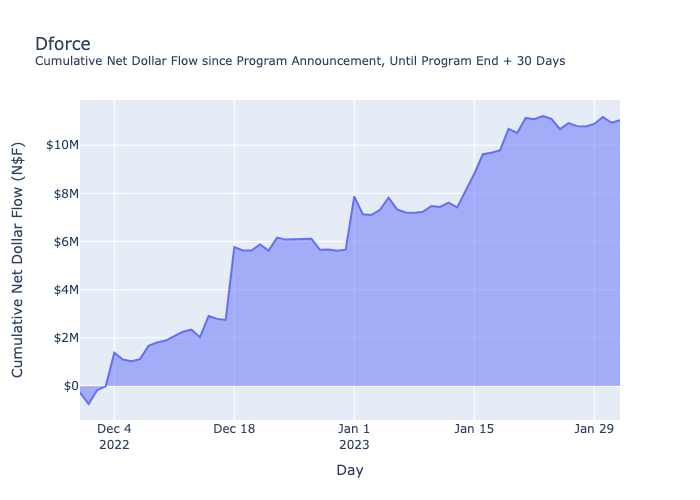 Dforce
Cumulative Net Dollar Flow since Program Announcement, Until Program End + 30 Days
Cumulative Net Dollar Flow (N$F)
$10M
$8M
$6M
$4M
$2M
$0
Dec 4
2022
Dec 18
Jan 1
2023
Jan 15
Jan 29
Day